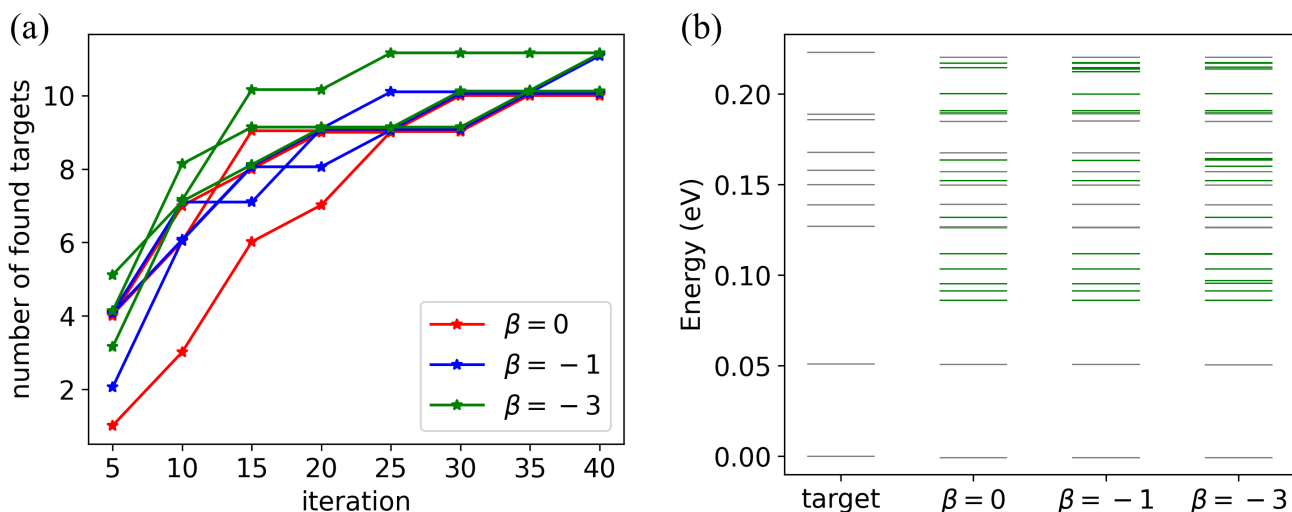 (a)
number of found targets
10
8
6
4
2
β = 0
β = −1
β = −3
5 10 15 20 25 30 35 40
iteration
(b)
Energy (eV)
0.20
0.15
0.10
0.05
0.00
target β = 0 β = −1 β = −3